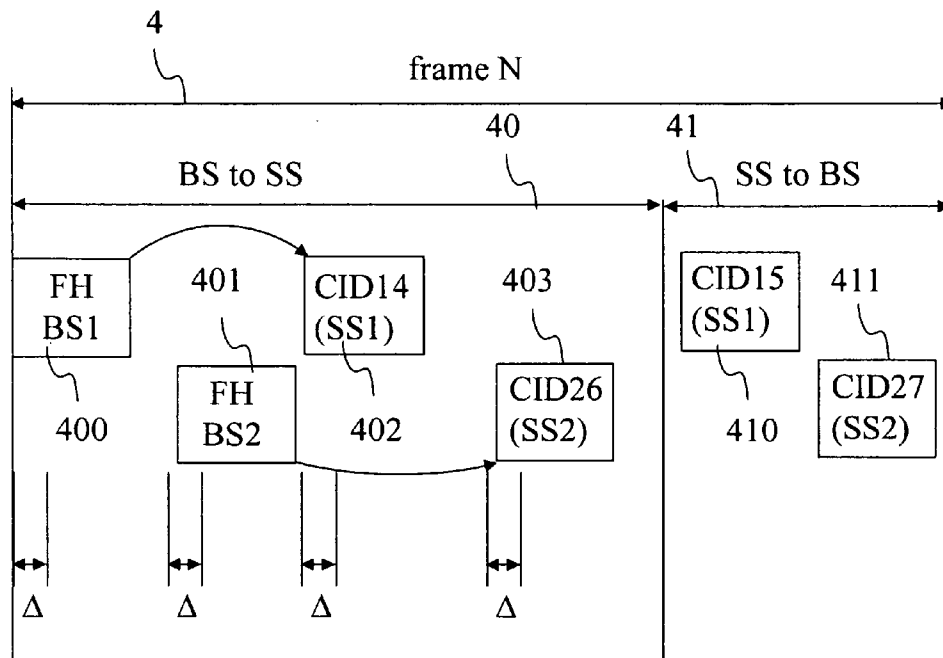 4
frame N
40
41
BS to SS
SS to BS
FH
BS1
401
CID14
(SS1)
403
CID15
(SS1)
411
400
FH
BS2
402
CID26
(SS2)
410
CID27
(SS2)
Δ
Δ
Δ
Δ